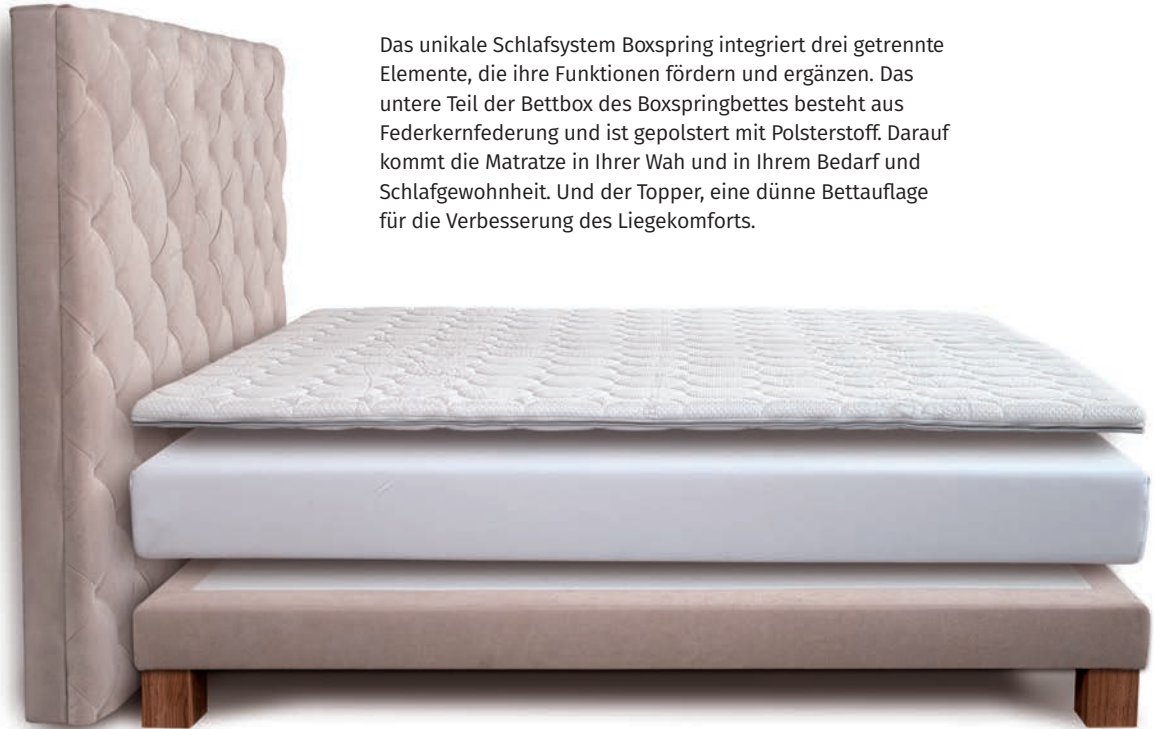 Das unikale Schlafsystem Boxspring integriert drei getrennte
Elemente, die ihre Funktionen fördern und ergänzen. Das
untere Teil der Bettbox des Boxspringbettes besteht aus
Federkernfederung und ist gepolstert mit Polsterstoff. Darauf
kommt die Matratze in Ihrer Wah und in Ihrem Bedarf und
Schlafgewohnheit. Und der Topper, eine dünne Bettauflage
für die Verbesserung des Liegekomforts.